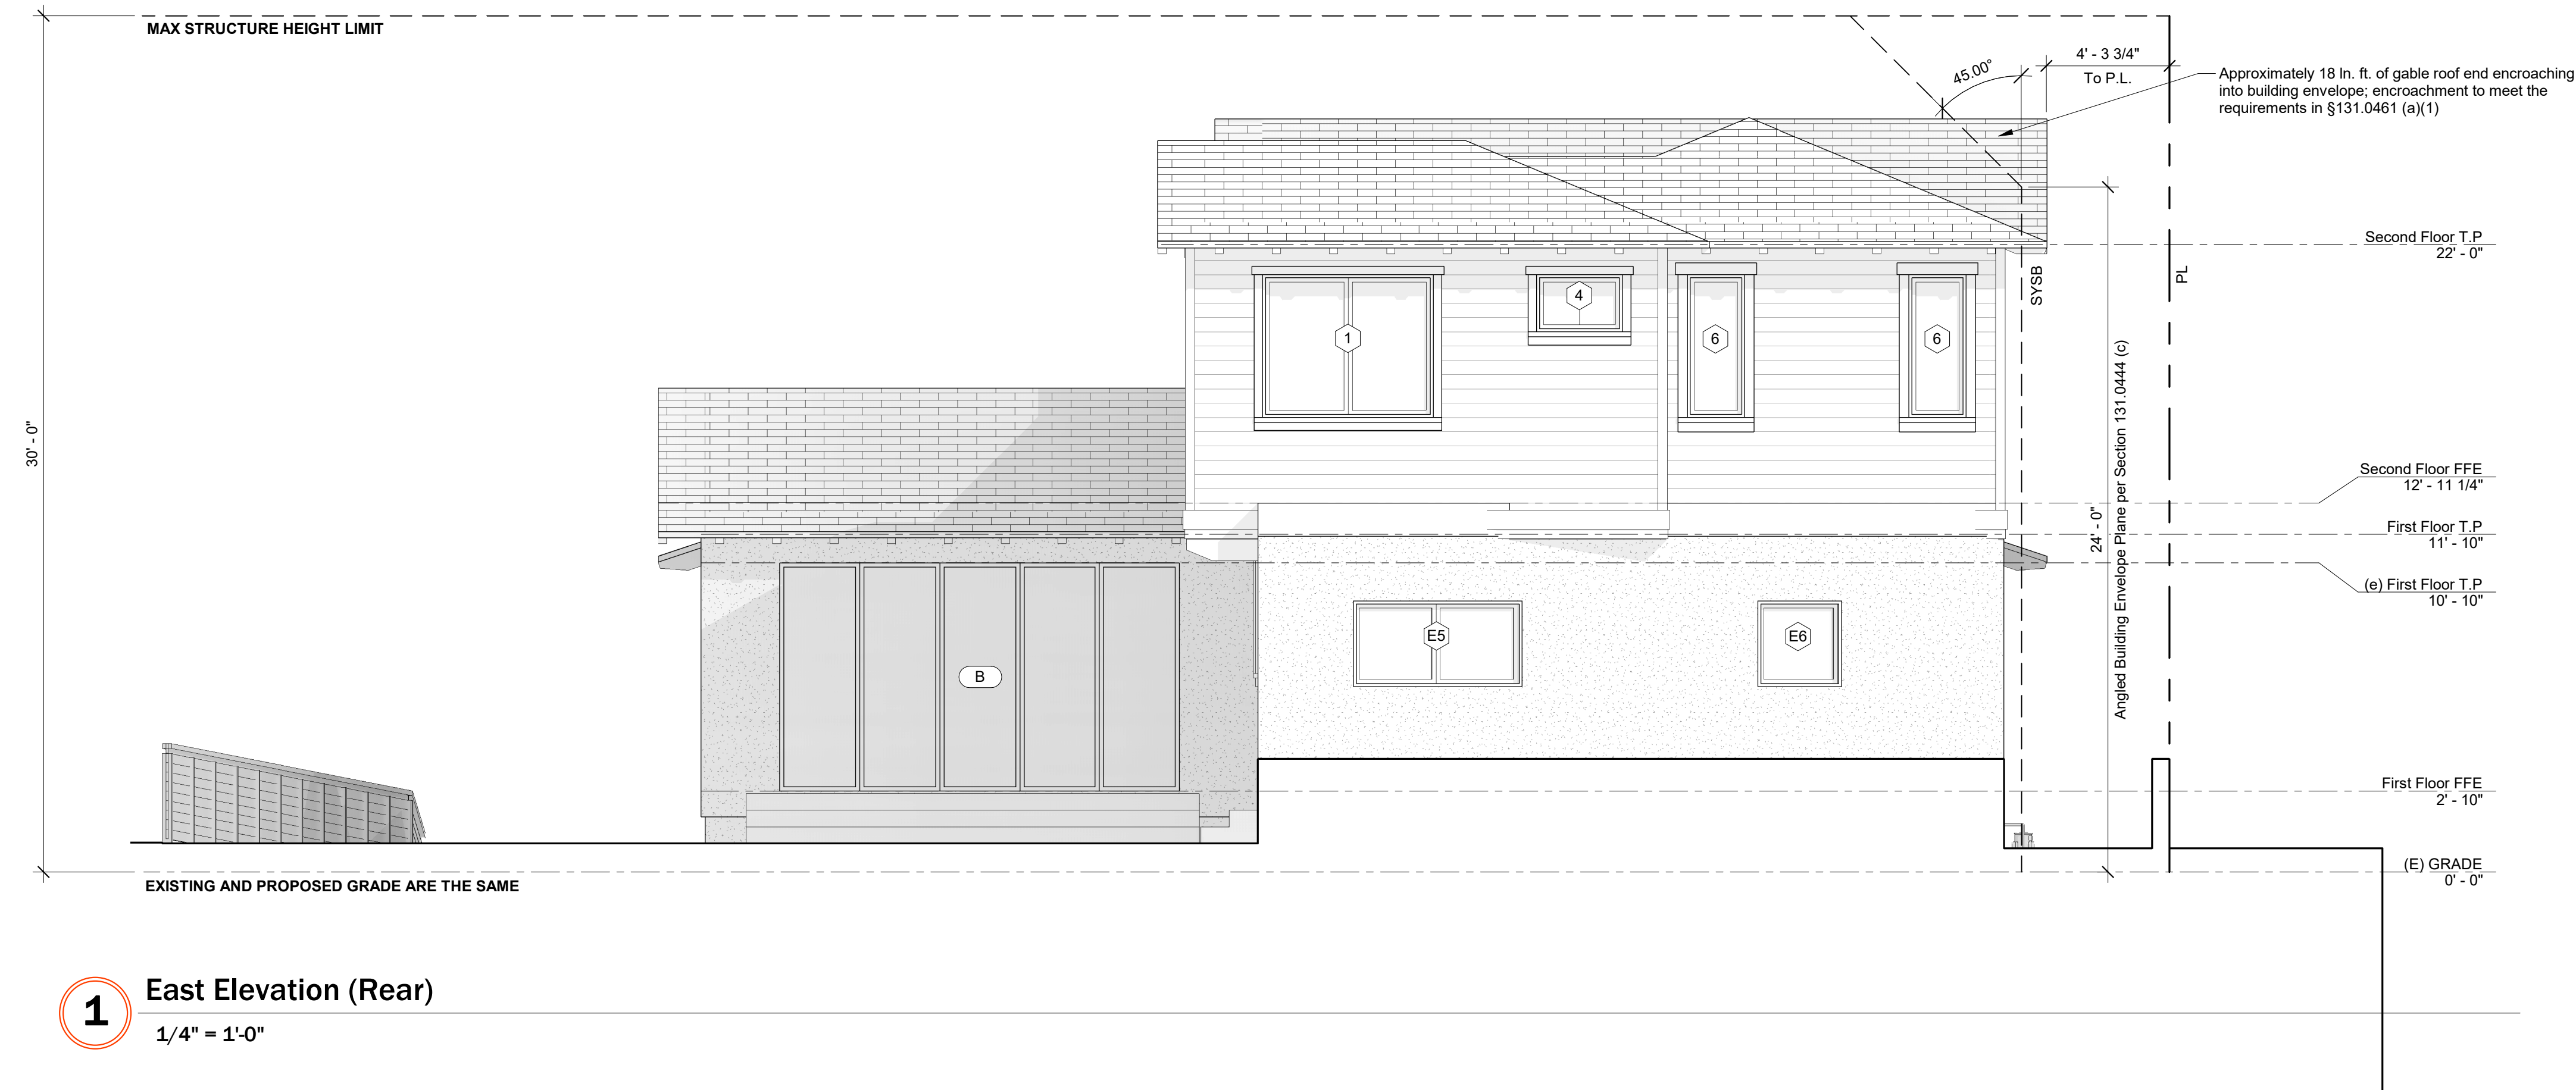 MAX STRUCTURE HEIGHT LIMIT
4' - 3 3/4"
To P.L.
45.00°
Approximately 18 ln. ft. of gable roof end encroaching
into building envelope; encroachment to meet the
requirements in §131.0461 (a)(1)
Second Floor T.P
22' - 0"
SYSB
PL
1
4
6
6
30' - 0"
24' - 0"
Angled Building Envelope Plane per Section 131.0444 (c)
Second Floor FFE
12' - 11 1/4"
First Floor T.P
11' - 10"
(e) First Floor T.P
10' - 10"
E5
E6
B
First Floor FFE
2' - 10"
(E) GRADE
0' - 0"
EXISTING AND PROPOSED GRADE ARE THE SAME
1
East Elevation (Rear)
1/4" = 1'-0"